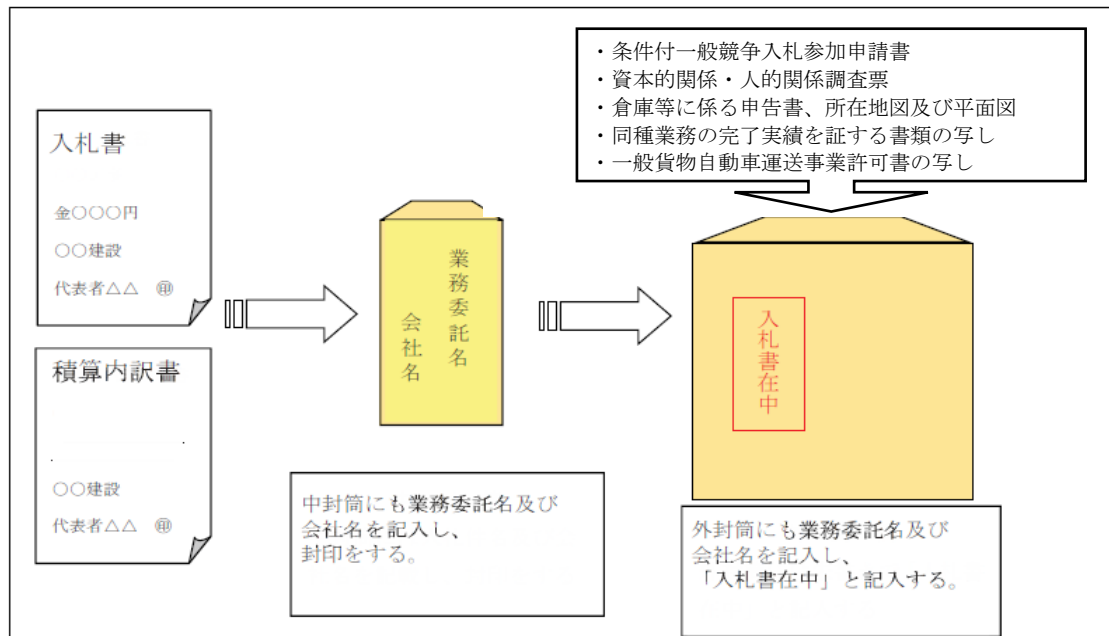 ・条件付一般競争入札参加申請書
・資本的関係・人的関係調査票
・倉庫等に係る申告書、所在地図及び平面図
・同種業務の完了実績を証する書類の写し
・一般貨物自動車運送事業許可書の写し
入札書
金〇〇〇円
〇〇建設
代表者△△ ㊞
積算内訳書
〇〇建設
代表者△△ ㊞
業務委託名
会社名
入札書在中
中封筒にも業務委託名及び
会社名を記入し、
封印をする。
外封筒にも業務委託名及び
会社名を記入し、
「入札書在中」と記入する。